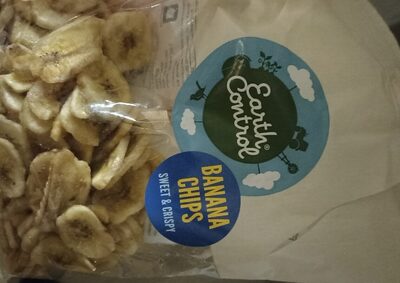 Earth
Control®
BANANA
CHIPS
SWEET & CRISPY